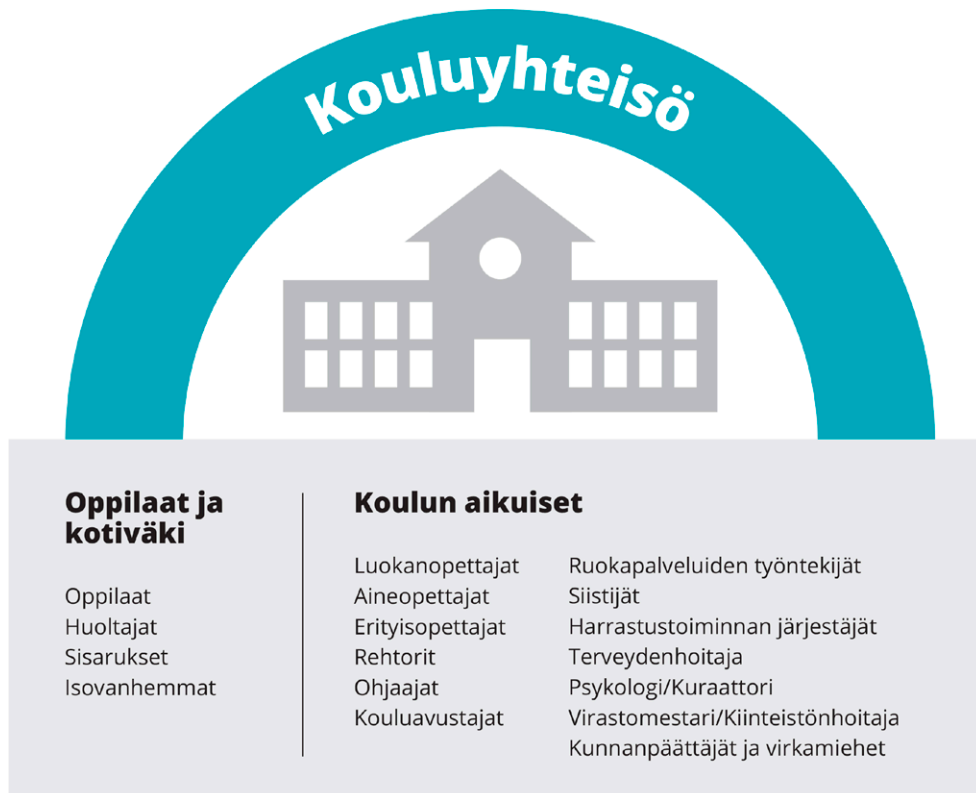 Kouluyhteisö
Oppilaat ja
kotiväki
Oppilaat
Huoltajat
Sisarukset
Isovanhemmat
Koulun aikuiset
Luokanopettajat
Aineopettajat
Erityisopettajat
Rehtorit
Ohjaajat
Kouluavustajat
Ruokapalveluiden työntekijät
Siistijät
Harrastustoiminnan järjestäjät
Terveydenhoitaja
Psykologi/Kuraattori
Virastomestari/Kiinteistönhoitaja
Kunnanpäättäjät ja virkamiehet